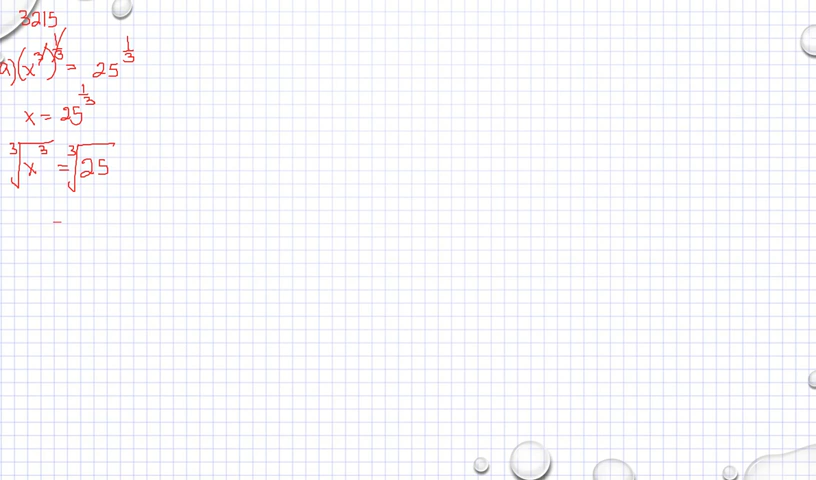 3215
a) (x^3)^{1/3} = 25^{1/3}
x = 25^{1/3}
∛x^3 = ∛25
=